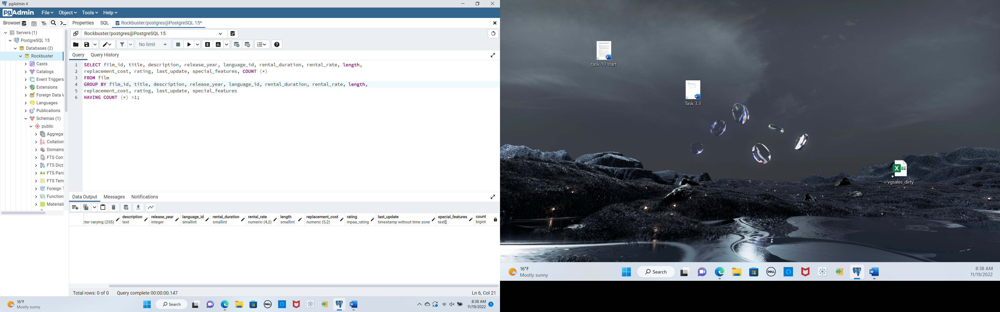 pgAdmin 4
pgAdmin
File
Object
Tools
Help
Browser
Properties
SQL
Rockbuster/postgres@PostgreSQL 15*
Servers (1)
PostgreSQL 15
Databases (2)
Rockbuster
Casts
Catalogs
Event Triggers
Extensions
Foreign Data W
Languages
Publications
Schemas (1)
public
Aggrega
Collation
Domains
FTS Con
FTS Dict
FTS Pars
FTS Tem
Foreign T
Function
Materiali
Rockbuster/postgres@PostgreSQL 15
No limit
E
Query
Query History
1 SELECT film_id, title, description, release_year, language_id, rental_duration, rental_rate, length,
2 replacement_cost, rating, last_update, special_features, COUNT (*)
3 FROM film
4 GROUP BY film_id, title, description, release_year, language_id, rental_duration, rental_rate, length,
5 replacement_cost, rating, last_update, special_features
6 HAVING COUNT (*) >1;
Data Output
Messages
Notifications
cter varying (255)
description
text
release_year
integer
language_id
smallint
rental_duration
smallint
rental_rate
numeric (4,2)
length
smallint
replacement_cost
numeric (5,2)
rating
mpaa_rating
last_update
timestamp without time zone
special_features
text[]
count
bigint
Total rows: 0 of 0
Query complete 00:00:00.147
Ln 6, Col 21
16°F
Mostly sunny
Search
DELL
8:38 AM
11/19/2022
1
task 10 start
Task 3.3
vgsales_dirty
16°F
Mostly sunny
Search
DELL
8:38 AM
11/19/2022